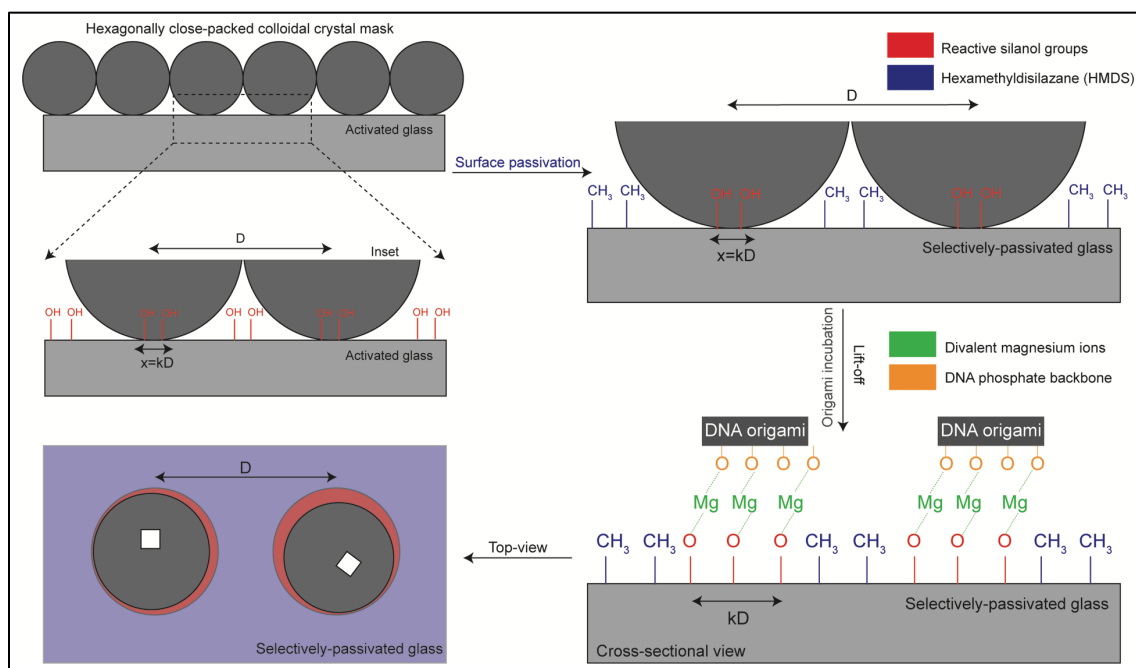 Hexagonally close-packed colloidal crystal mask
Activated glass
D
Inset
OH OH
OH OH
OH OH
OH OH
OH OH
x=kD
Activated glass
Surface passivation
Reactive silanol groups
Hexamethyldisilazane (HMDS)
D
CH₃ CH₃
OH OH
CH₃ CH₃
OH OH
CH₃ CH₃
x=kD
Selectively-passivated glass
Origami incubation
Lift-off
Divalent magnesium ions
DNA phosphate backbone
DNA origami
DNA origami
O O O O
O O O O
Mg Mg Mg
Mg Mg Mg
CH₃ CH₃ O O O CH₃ CH₃ O O O CH₃ CH₃
kD
Selectively-passivated glass
Cross-sectional view
Top-view
D
Selectively-passivated glass